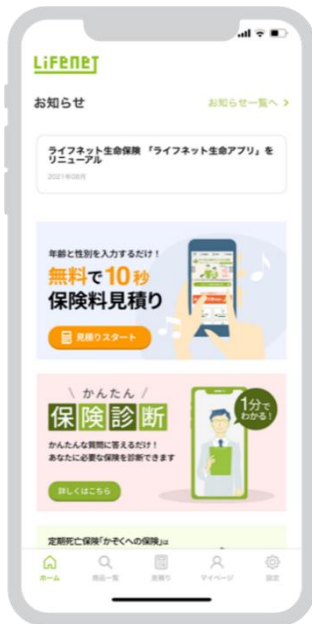 LIFENET
お知らせ
お知らせ一覧へ >
ライフネット生命保険 「ライフネット生命アプリ」を
リニューアル
2021年08月
年齢と性別を入力するだけ!
無料で10秒
保険料見積り
見積りスタート
かんたん
保険診断
1分で
わかる!
かんたんな質問に答えるだけ!
あなたに必要な保険を診断できます
詳しくはこちら
定期死亡保険「かぞくへの保険」は
ホーム
商品一覧
見積り
マイページ
設定